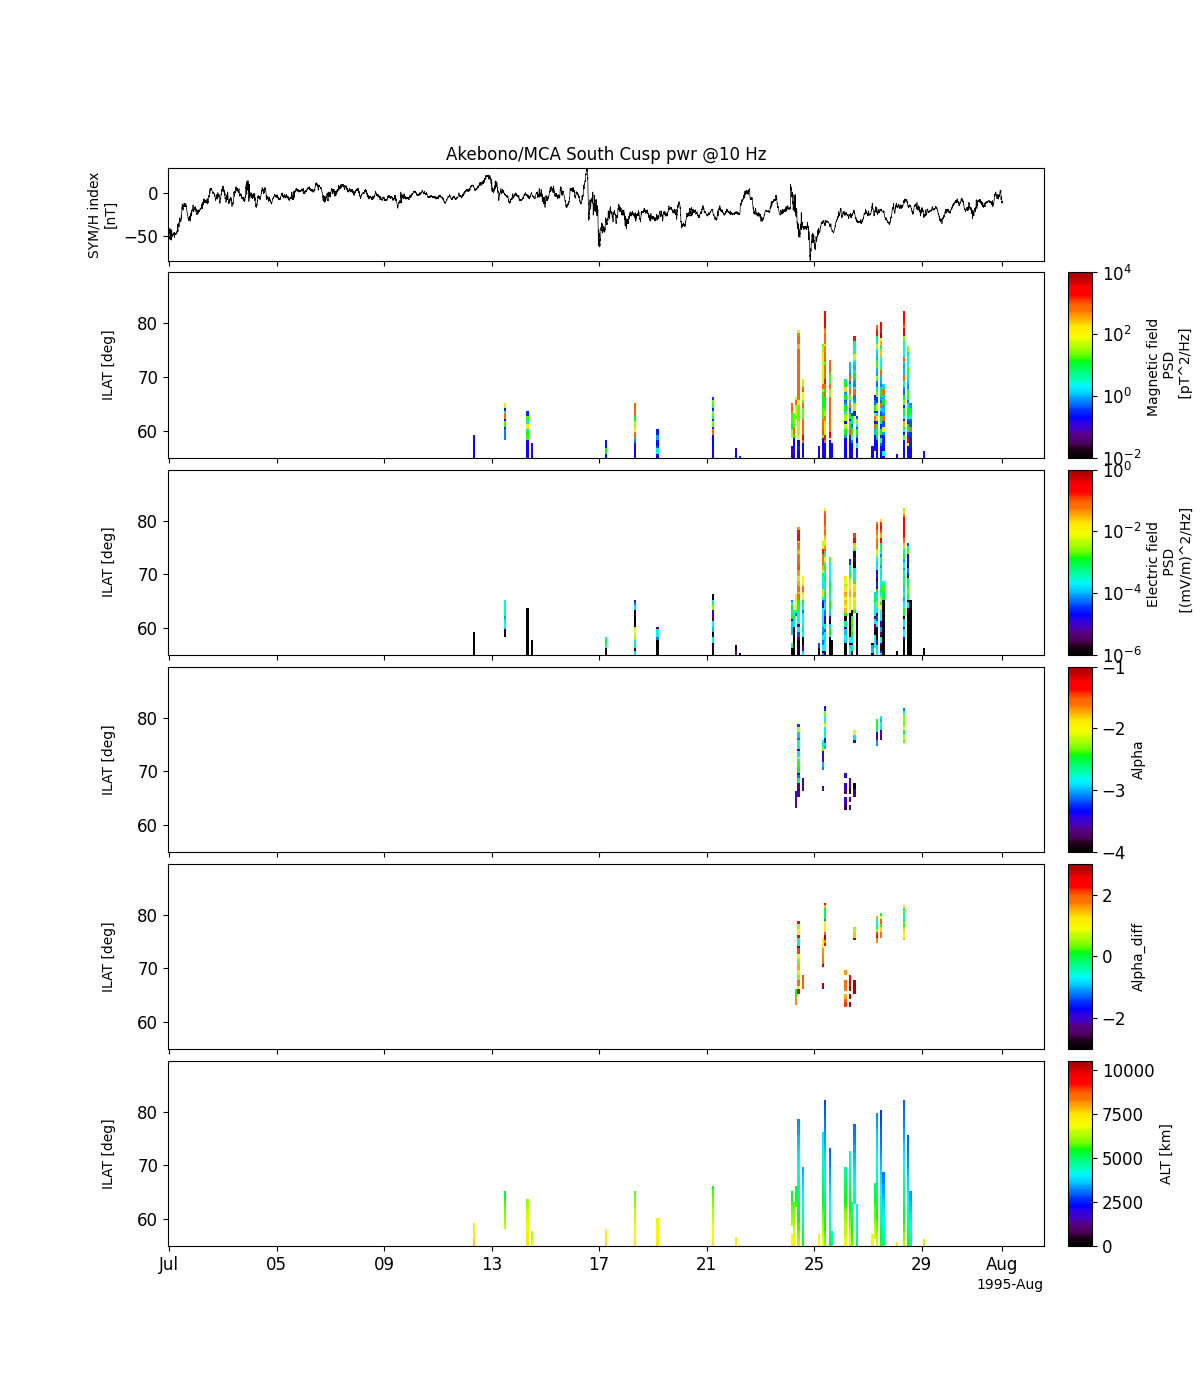 Akebono/MCA South Cusp pwr @10 Hz
SYM/H index
[nT]
0
−50
ILAT [deg]
80
70
60
10^4
10^2
10^0
10^−2
Magnetic field
PSD
[pT^2/Hz]
ILAT [deg]
80
70
60
10^0
10^−2
10^−4
10^−6
Electric field
PSD
[(mV/m)^2/Hz]
ILAT [deg]
80
70
60
−1
−2
−3
−4
Alpha
ILAT [deg]
80
70
60
2
0
−2
Alpha_diff
ILAT [deg]
80
70
60
10000
7500
5000
2500
0
ALT [km]
Jul 05 09 13 17 21 25 29 Aug
1995-Aug